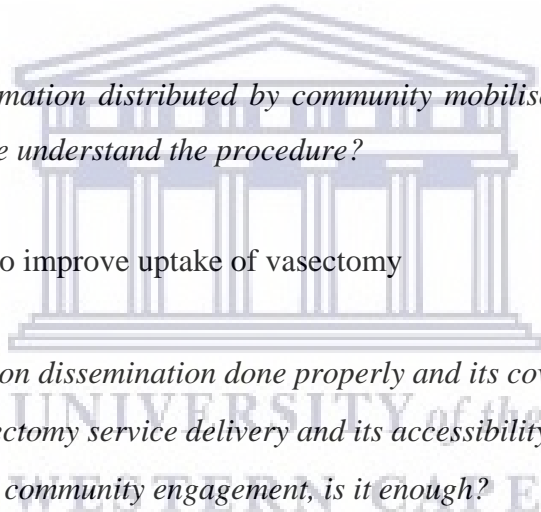 mation distributed by community mobilise
e understand the procedure?
o improve uptake of vasectomy
on dissemination done properly and its cov
UNIVERSITY of the
ectomy service delivery and its accessibility
community engagement, is it enough?
WESTERN CAPE